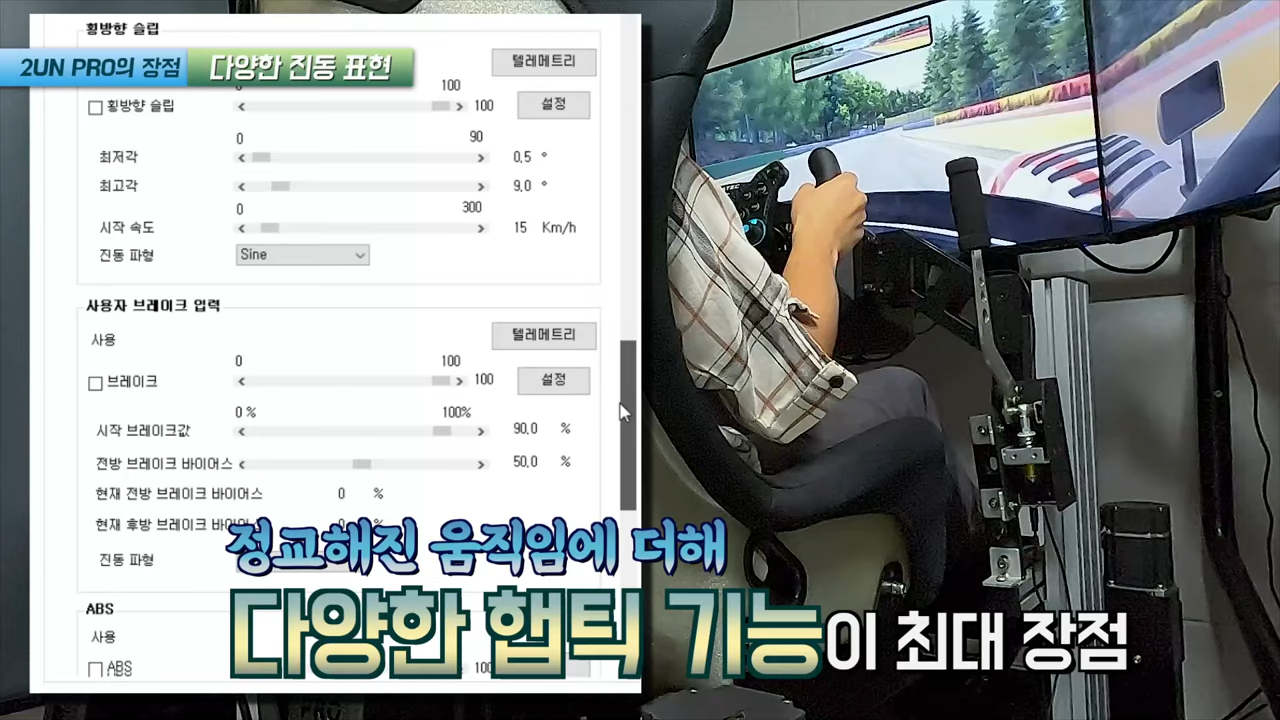 횡방향 슬립
2UN PRO의 장점 다양한 진동 표현
텔레메트리
0 100
횡방향 슬립 100 설정
0 90
최저각 0,5 °
최고각 9,0 °
0 300
시작 속도 15 Km/h
진동 파형 Sine
사용자 브레이크 입력
사용 텔레메트리
0 100
브레이크 100 설정
0 % 100%
시작 브레이크값 90,0 %
전방 브레이크 바이어스 50,0 %
현재 전방 브레이크 바이어스 0 %
현재 후방 브레이크 바이어 0 %
진동 파형
정교해진 움직임에 더해
다양한 햅틱 기능이 최대 장점
ABS
사용
ABS 100